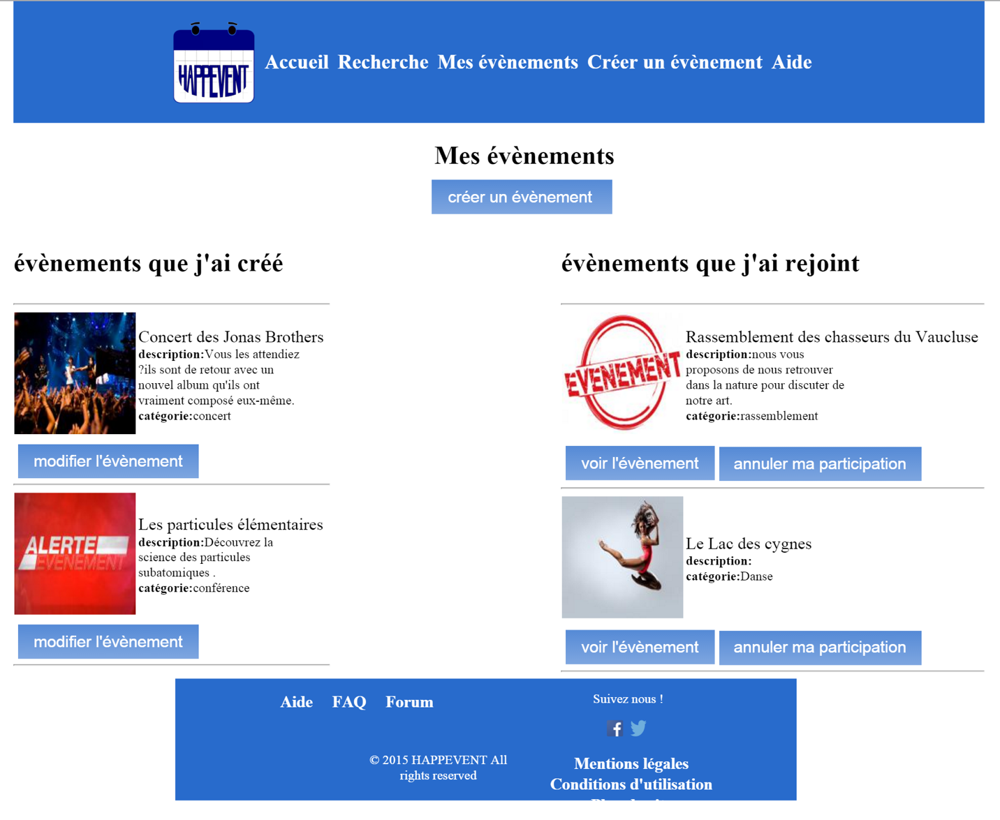 HAPPEVENT
Accueil Recherche Mes évènements Créer un évènement Aide
Mes évènements
créer un évènement
évènements que j'ai créé
Concert des Jonas Brothers
description:Vous les attendiez
?ils sont de retour avec un
nouvel album qu'ils ont
vraiment composé eux-même.
catégorie:concert
modifier l'évènement
ALERTE
EVENEMENT
Les particules élémentaires
description:Découvrez la
science des particules
subatomiques .
catégorie:conférence
modifier l'évènement
évènements que j'ai rejoint
EVENEMENT
Rassemblement des chasseurs du Vaucluse
description:nous vous
proposons de nous retrouver
dans la nature pour discuter de
notre art.
catégorie:rassemblement
voir l'évènement annuler ma participation
Le Lac des cygnes
description:
catégorie:Danse
voir l'évènement annuler ma participation
Aide FAQ Forum
© 2015 HAPPEVENT All
rights reserved
Suivez nous !
Mentions légales
Conditions d'utilisation